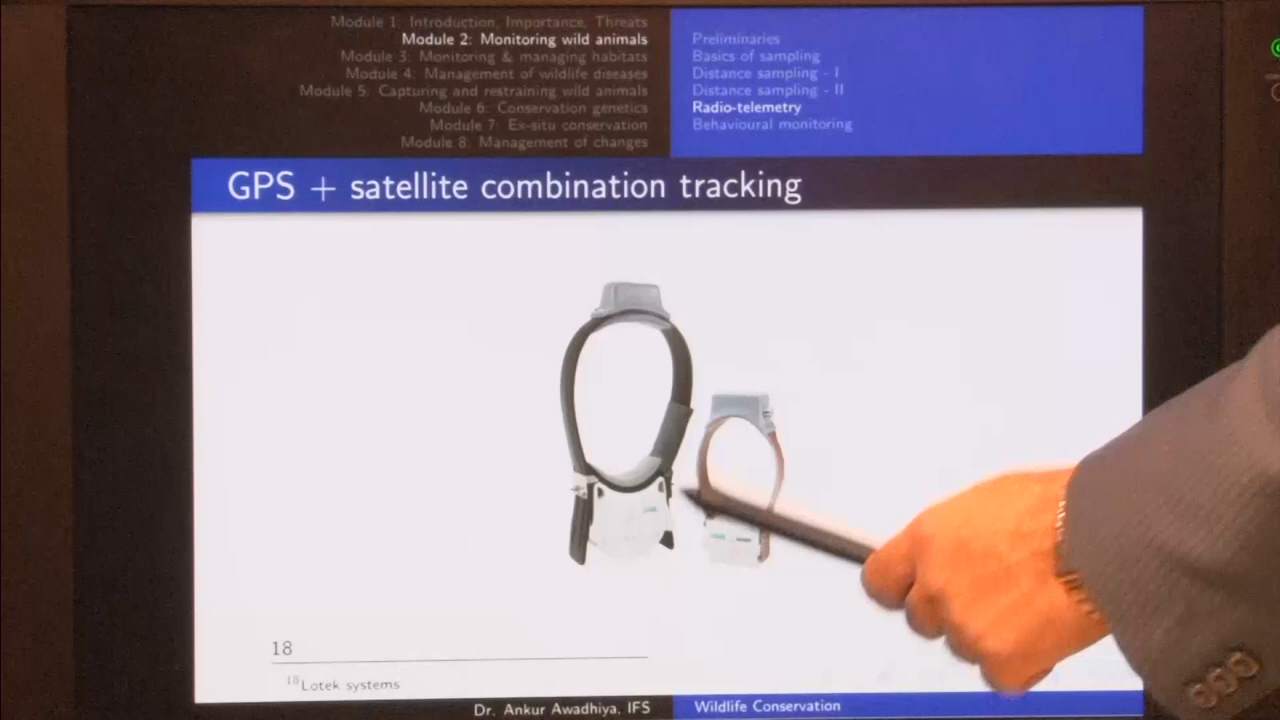 Module 1: Introduction, Importance, Threats
Module 2: Monitoring wild animals
Module 3: Monitoring & managing habitats
Module 4: Management of wildlife diseases
Module 5: Capturing and restraining wild animals
Module 6: Conservation genetics
Module 7: Ex-situ conservation
Module 8: Management of changes
Preliminaries
Basics of sampling
Distance sampling - I
Distance sampling - II
Radio-telemetry
Behavioural monitoring
GPS + satellite combination tracking
18
18Lotek systems
Dr. Ankur Awadhiya, IFS
Wildlife Conservation